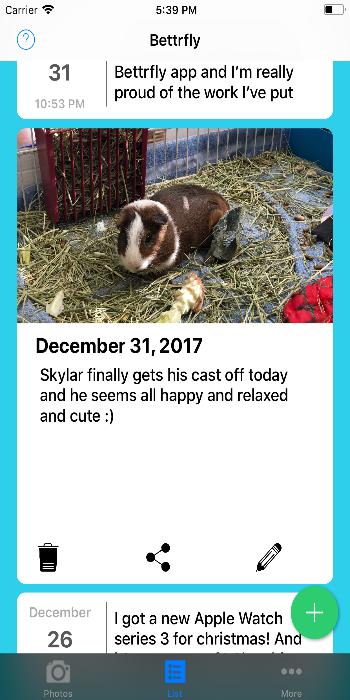 Carrier 5:39 PM
?
Bettrfly
31
10:53 PM
Bettrfly app and I'm really
proud of the work I've put
December 31, 2017
Skylar finally gets his cast off today
and he seems all happy and relaxed
and cute :)
December
26
I got a new Apple Watch
series 3 for christmas! And
Photos
List
More